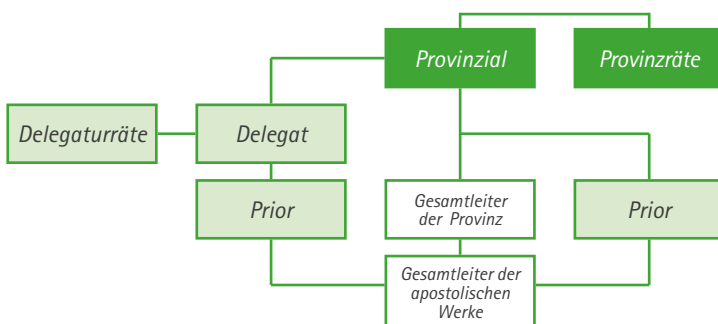 Provinzial
Provinzräte
Delegaturräte
Delegat
Prior
Gesamtleiter
der Provinz
Prior
Gesamtleiter der
apostolischen
Werke